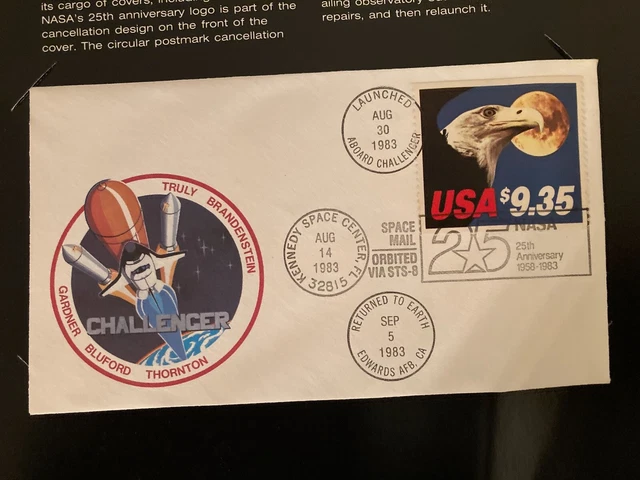 its cargo of covers,
NASA's 25th anniversary logo is part of the
cancellation design on the front of the
cover. The circular postmark cancellation
ailing observatory
repairs, and then relaunch it.
LAUNCHED
AUG
30
1983
ABOARD CHALLENGER
USA $9.35
KENNEDY SPACE CENTER, FL
AUG
14
1983
32815
SPACE
MAIL
ORBITED
VIA STS-8
25
NASA
25th
Anniversary
1958-1983
RETURNED TO EARTH
SEP
5
1983
EDWARDS AFB, CA
TRULY BRANDENSTEIN
CHALLENGER
GARDNER BLUFORD THORNTON